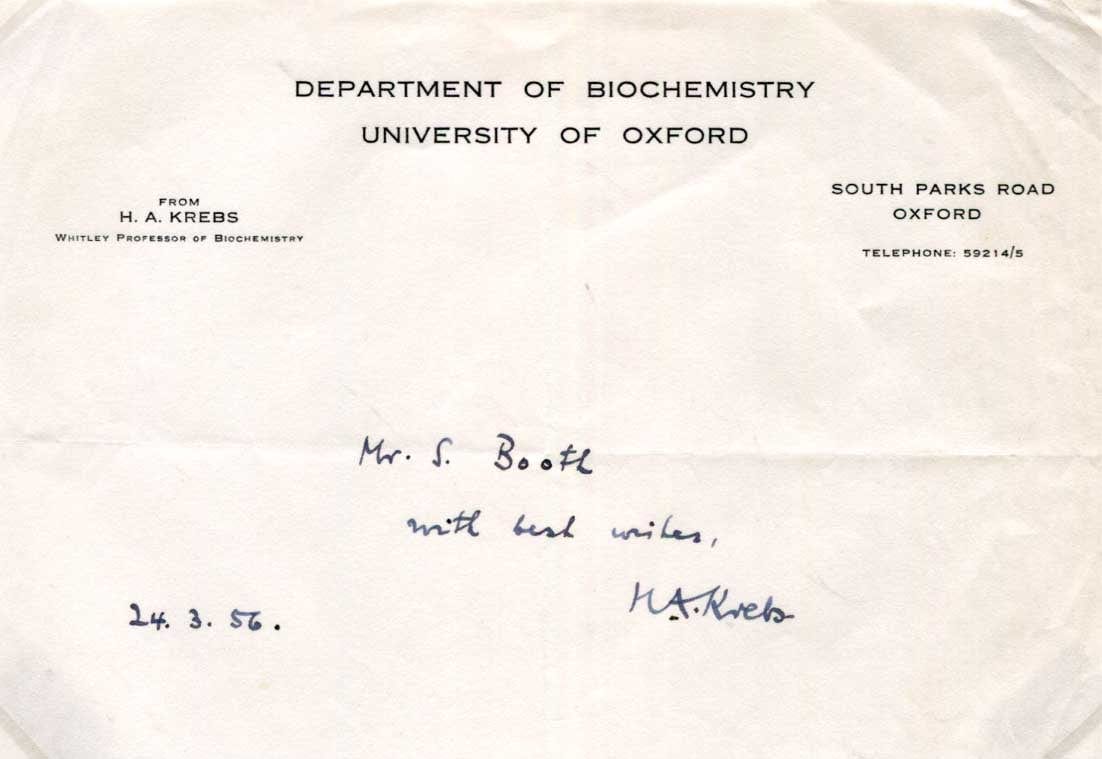 DEPARTMENT OF BIOCHEMISTRY
UNIVERSITY OF OXFORD
FROM
H. A. KREBS
WHITLEY PROFESSOR OF BIOCHEMISTRY
SOUTH PARKS ROAD
OXFORD
TELEPHONE: 59214/5
Mr. S. Booth
with best wishes,
H.A. Krebs
24. 3. 56.